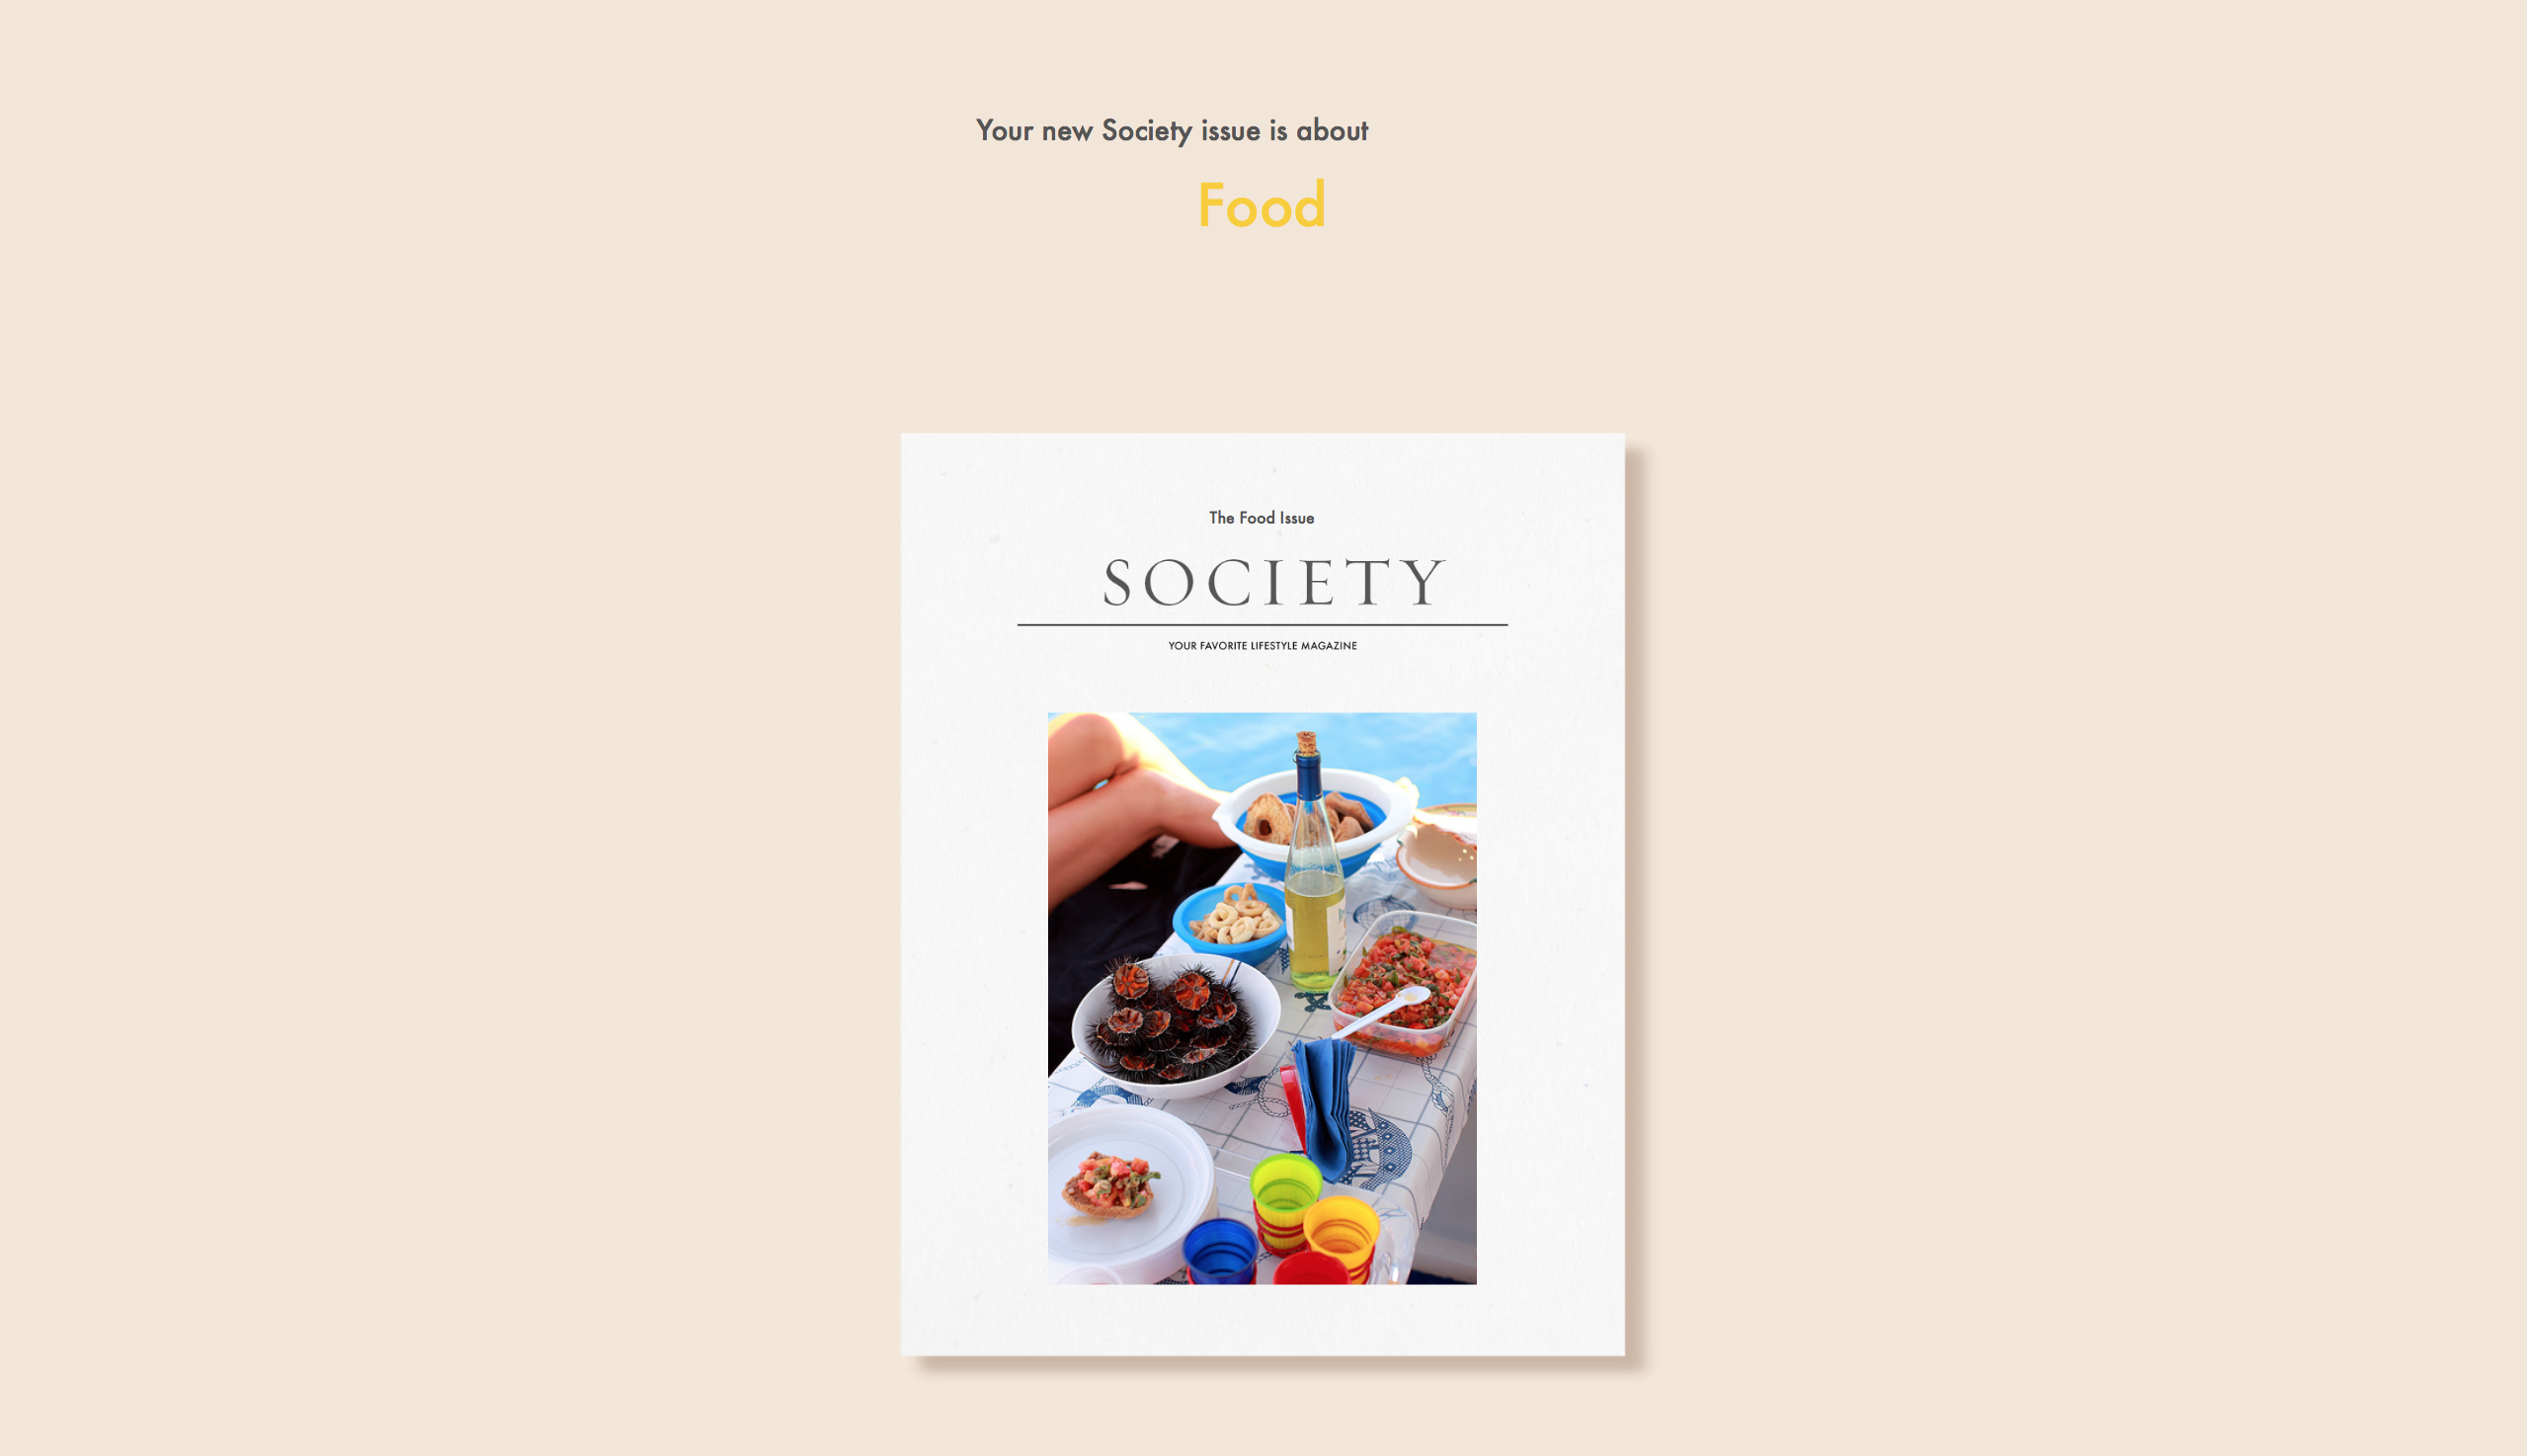 Your new Society issue is about
Food
The Food Issue
SOCIETY
YOUR FAVORITE LIFESTYLE MAGAZINE